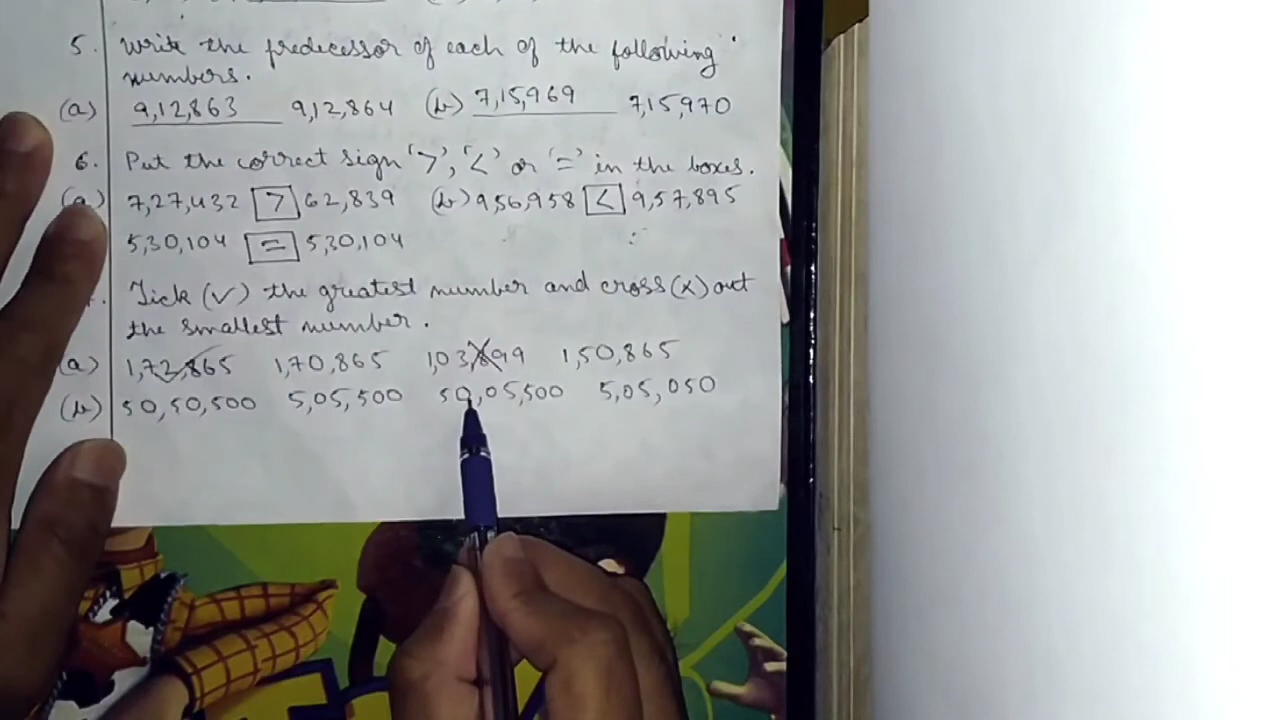 5. Write the predecessor of each of the following
numbers.
(a) 9,12,863 9,12,864 (b) 7,15,969 7,15,970
6. Put the correct sign '>', '<' or '=' in the boxes.
(a) 7,27,432 > 62,839 (b) 9,56,958 < 9,57,895
5,30,104 = 5,30,104
Tick (✓) the greatest number and cross(x) out
the smallest number.
(a) 1,72,865 1,70,865 1,03,899 1,50,865
(b) 50,50,500 5,05,500 50,05,500 5,05,050